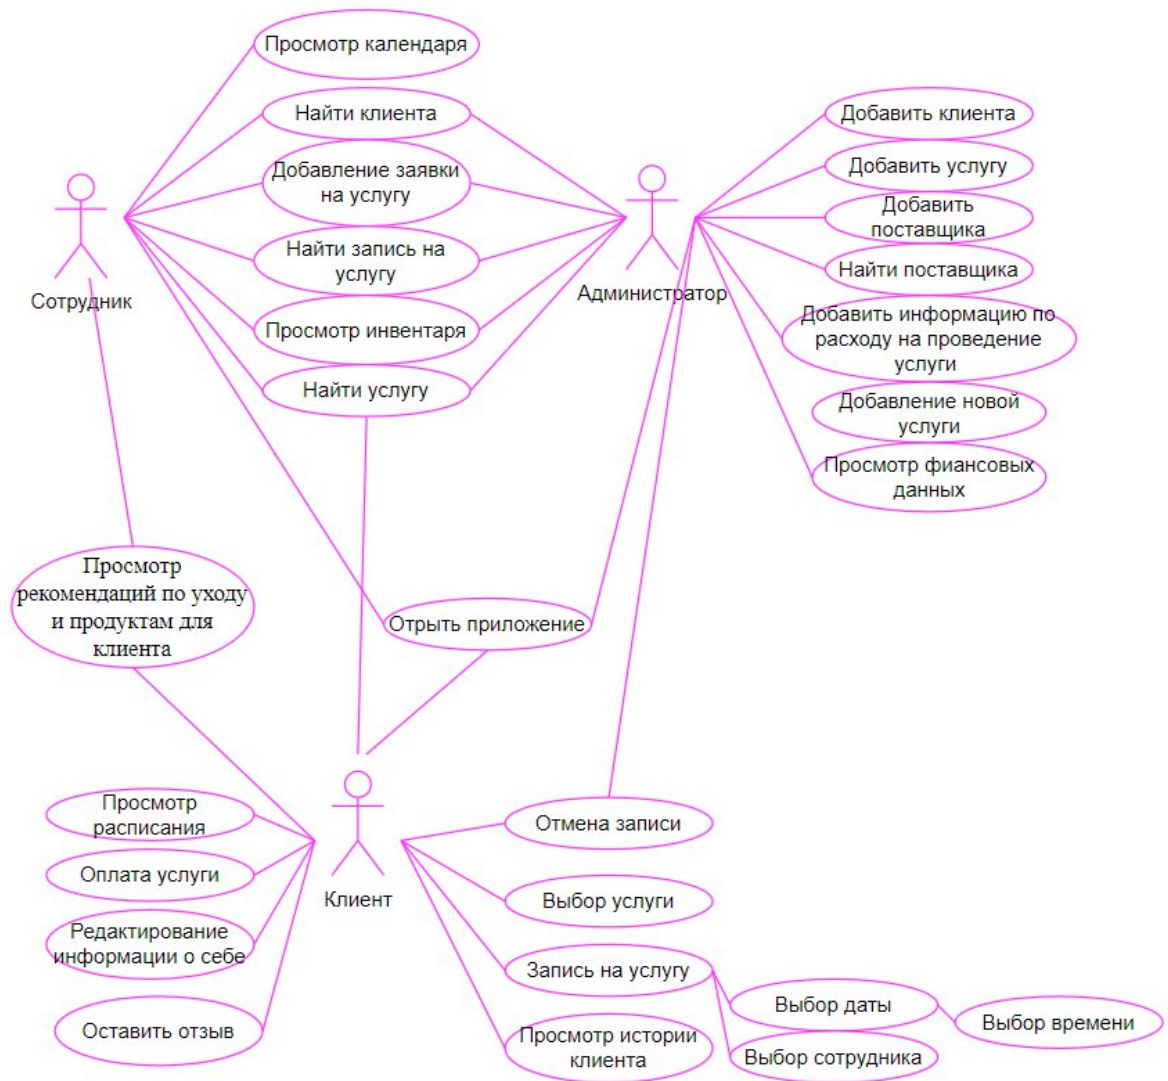 Просмотр календаря
Найти клиента
Добавление заявки
на услугу
Найти запись на
услугу
Просмотр инвентаря
Найти услугу
Сотрудник
Администратор
Добавить клиента
Добавить услугу
Добавить
поставщика
Найти поставщика
Добавить информацию по
расходу на проведение
услуги
Добавление новой
услуги
Просмотр фиансовых
данных
Просмотр
рекомендаций по уходу
и продуктам для
клиента
Отрыть приложение
Просмотр
расписания
Оплата услуги
Редактирование
информации о себе
Оставить отзыв
Клиент
Отмена записи
Выбор услуги
Запись на услугу
Просмотр истории
клиента
Выбор даты
Выбор сотрудника
Выбор времени